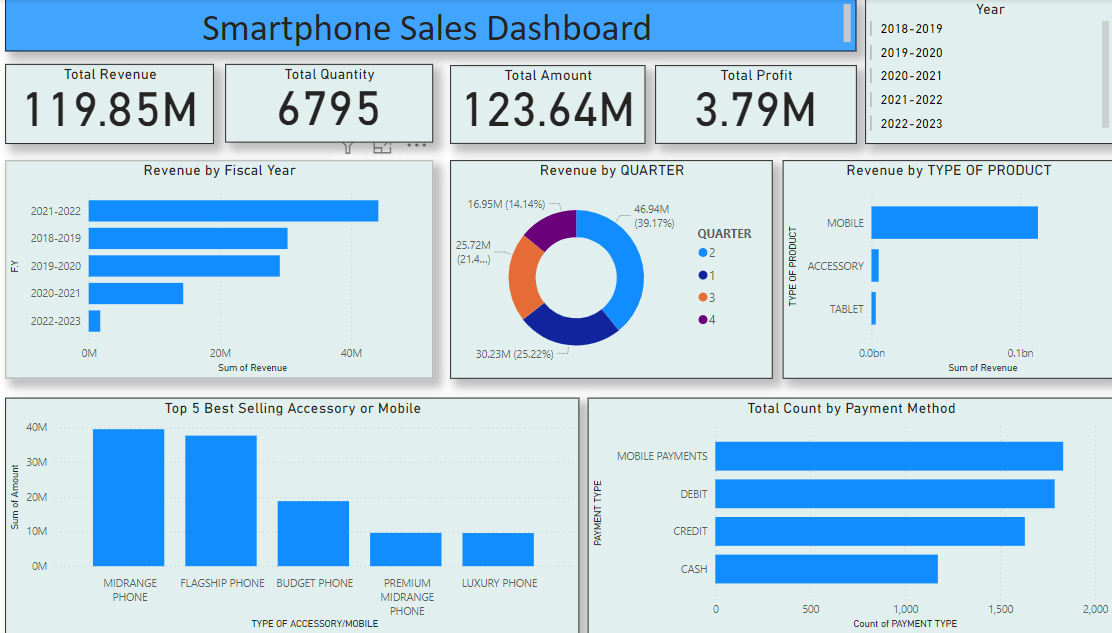 Smartphone Sales Dashboard
Year
2018-2019
2019-2020
2020-2021
2021-2022
2022-2023
Total Revenue
119.85M
Total Quantity
6795
Total Amount
123.64M
Total Profit
3.79M
Revenue by Fiscal Year
F.Y
2021-2022
2018-2019
2019-2020
2020-2021
2022-2023
0M
20M
40M
Sum of Revenue
Revenue by QUARTER
16.95M (14.14%)
46.94M
(39.17%)
25.72M
(21.4...)
30.23M (25.22%)
QUARTER
2
1
3
4
Revenue by TYPE OF PRODUCT
TYPE OF PRODUCT
MOBILE
ACCESSORY
TABLET
0.0bn
0.1bn
Sum of Revenue
Top 5 Best Selling Accessory or Mobile
Sum of Amount
40M
30M
20M
10M
0M
MIDRANGE
PHONE
FLAGSHIP PHONE
BUDGET PHONE
PREMIUM
MIDRANGE
PHONE
LUXURY PHONE
TYPE OF ACCESSORY/MOBILE
Total Count by Payment Method
PAYMENT TYPE
MOBILE PAYMENTS
DEBIT
CREDIT
CASH
0
500
1,000
1,500
2,000
Count of PAYMENT TYPE